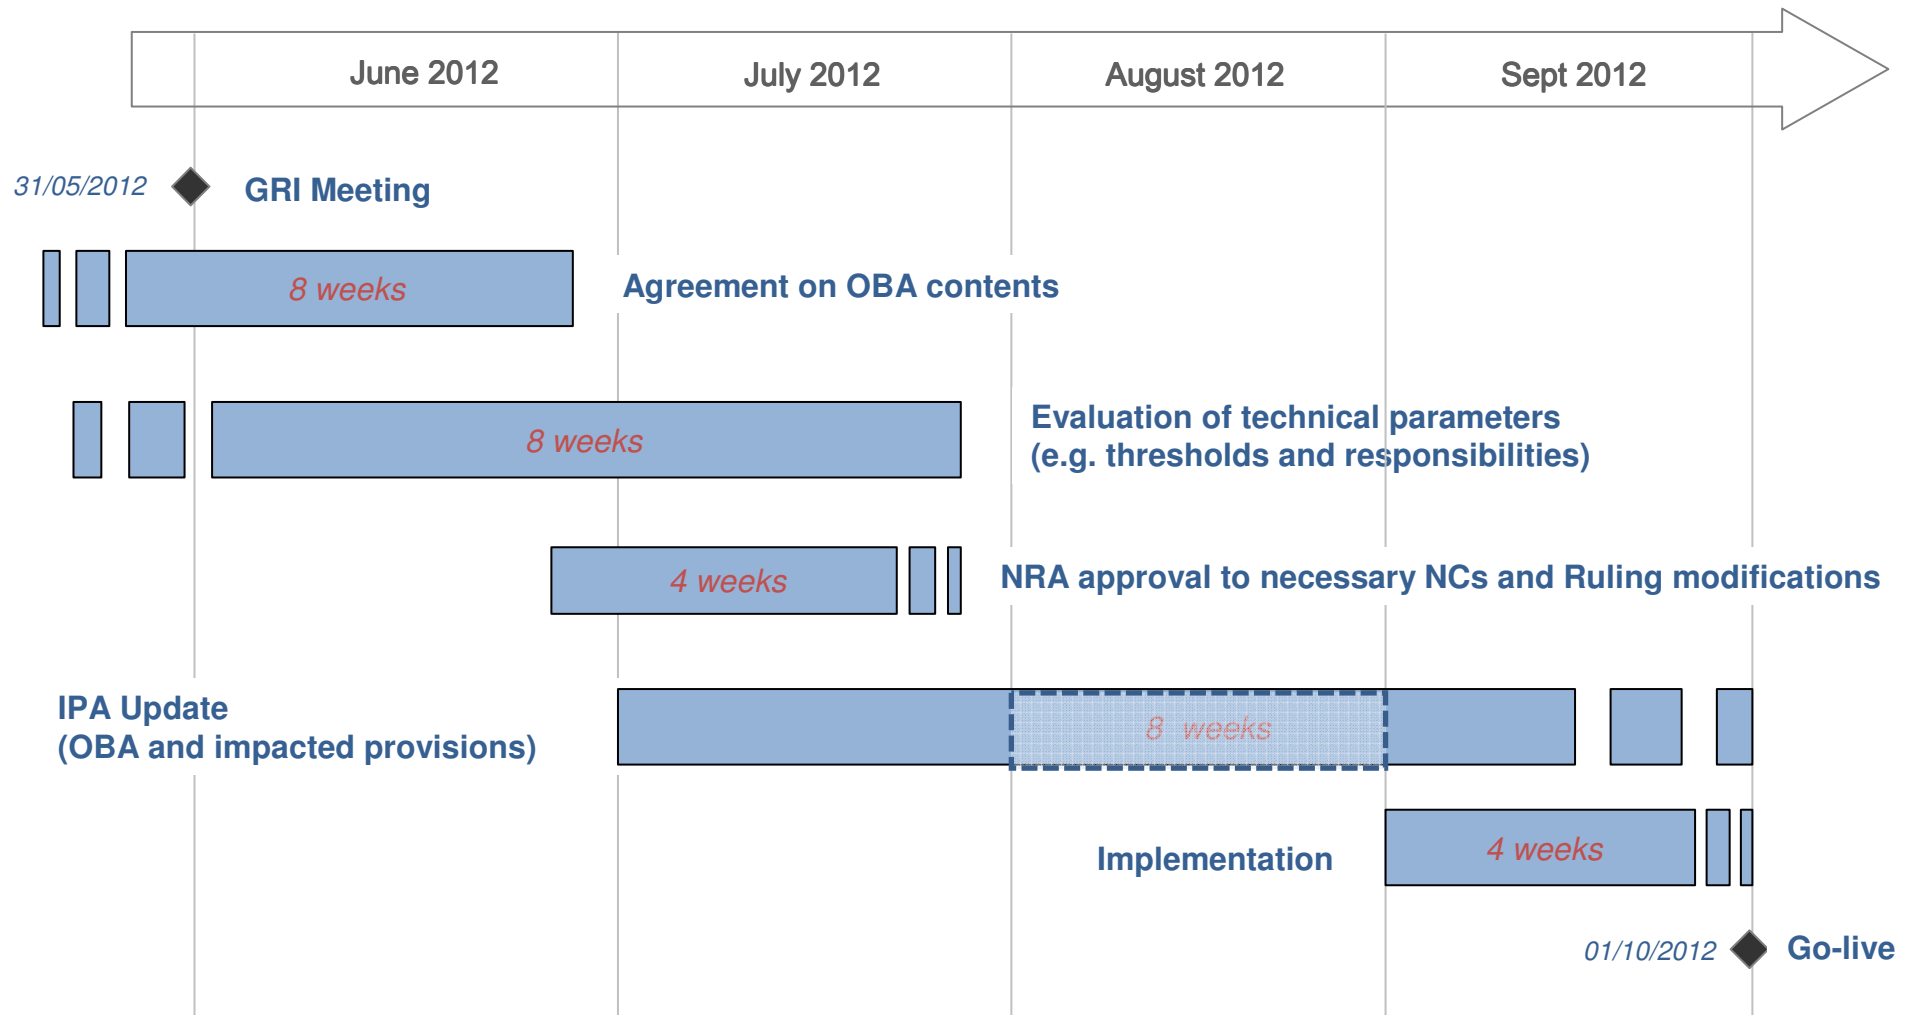 June 2012
July 2012
August 2012
Sept 2012
31/05/2012
GRI Meeting
8 weeks
Agreement on OBA contents
8 weeks
Evaluation of technical parameters
(e.g. thresholds and responsibilities)
4 weeks
NRA approval to necessary NCs and Ruling modifications
IPA Update
(OBA and impacted provisions)
8 weeks
Implementation
4 weeks
01/10/2012
Go-live